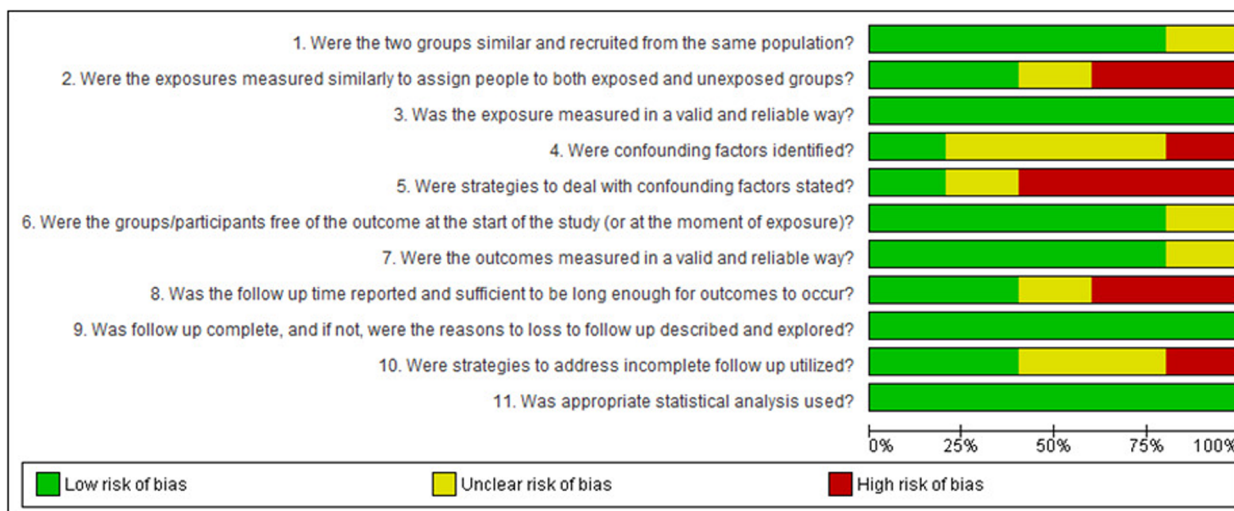 1. Were the two groups similar and recruited from the same population?
2. Were the exposures measured similarly to assign people to both exposed and unexposed groups?
3. Was the exposure measured in a valid and reliable way?
4. Were confounding factors identified?
5. Were strategies to deal with confounding factors stated?
6. Were the groups/participants free of the outcome at the start of the study (or at the moment of exposure)?
7. Were the outcomes measured in a valid and reliable way?
8. Was the follow up time reported and sufficient to be long enough for outcomes to occur?
9. Was follow up complete, and if not, were the reasons to loss to follow up described and explored?
10. Were strategies to address incomplete follow up utilized?
11. Was appropriate statistical analysis used?
0% 25% 50% 75% 100%
Low risk of bias Unclear risk of bias High risk of bias